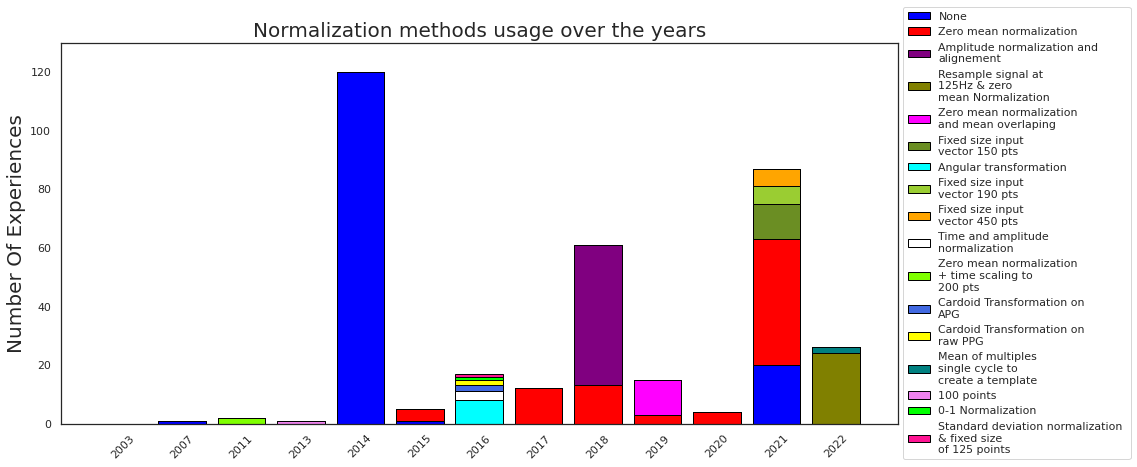 Normalization methods usage over the years
Number Of Experiences
120
100
80
60
40
20
0
2003
2007
2011
2013
2014
2015
2016
2017
2018
2019
2020
2021
2022
None
Zero mean normalization
Amplitude normalization and
alignement
Resample signal at
125Hz & zero
mean Normalization
Zero mean normalization
and mean overlaping
Fixed size input
vector 150 pts
Angular transformation
Fixed size input
vector 190 pts
Fixed size input
vector 450 pts
Time and amplitude
normalization
Zero mean normalization
+ time scaling to
200 pts
Cardoid Transformation on
APG
Cardoid Transformation on
raw PPG
Mean of multiples
single cycle to
create a template
100 points
0-1 Normalization
Standard deviation normalization
& fixed size
of 125 points